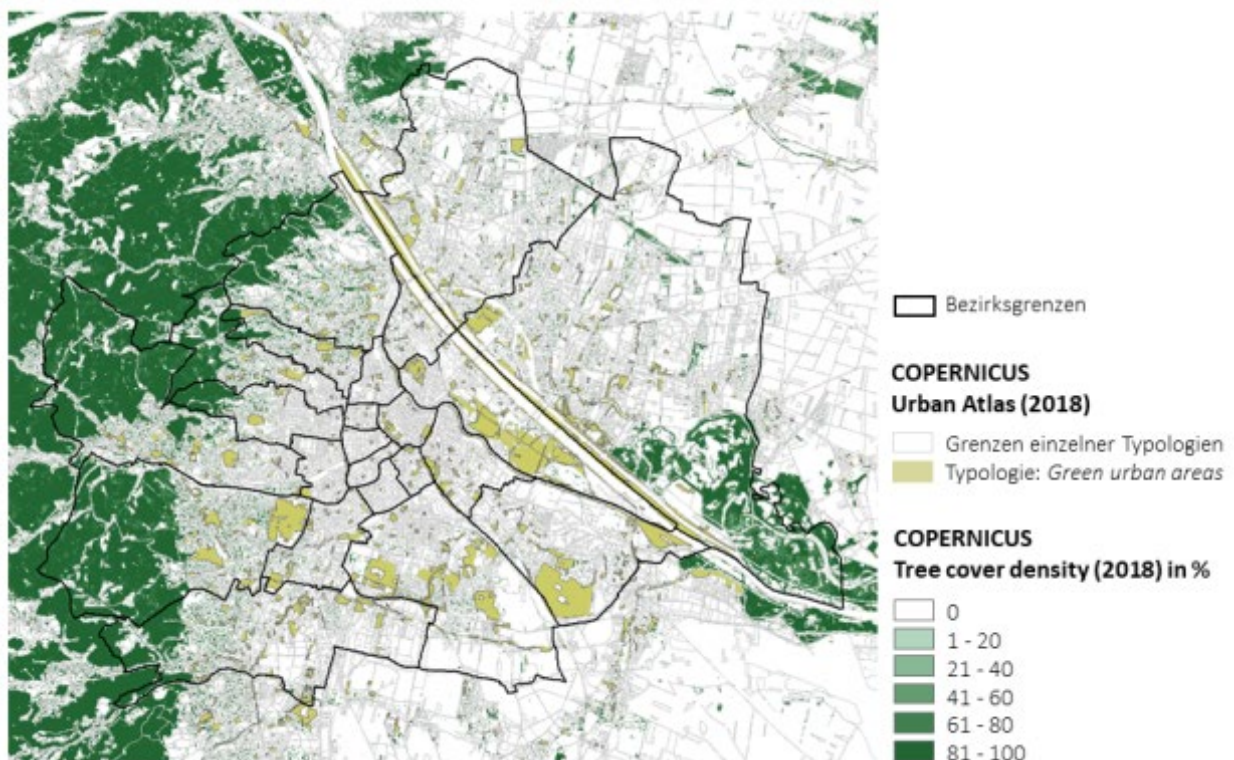 Bezirksgrenzen
COPERNICUS
Urban Atlas (2018)
Grenzen einzelner Typologien
Typologie: Green urban areas
COPERNICUS
Tree cover density (2018) in %
0
1 - 20
21 - 40
41 - 60
61 - 80
81 - 100